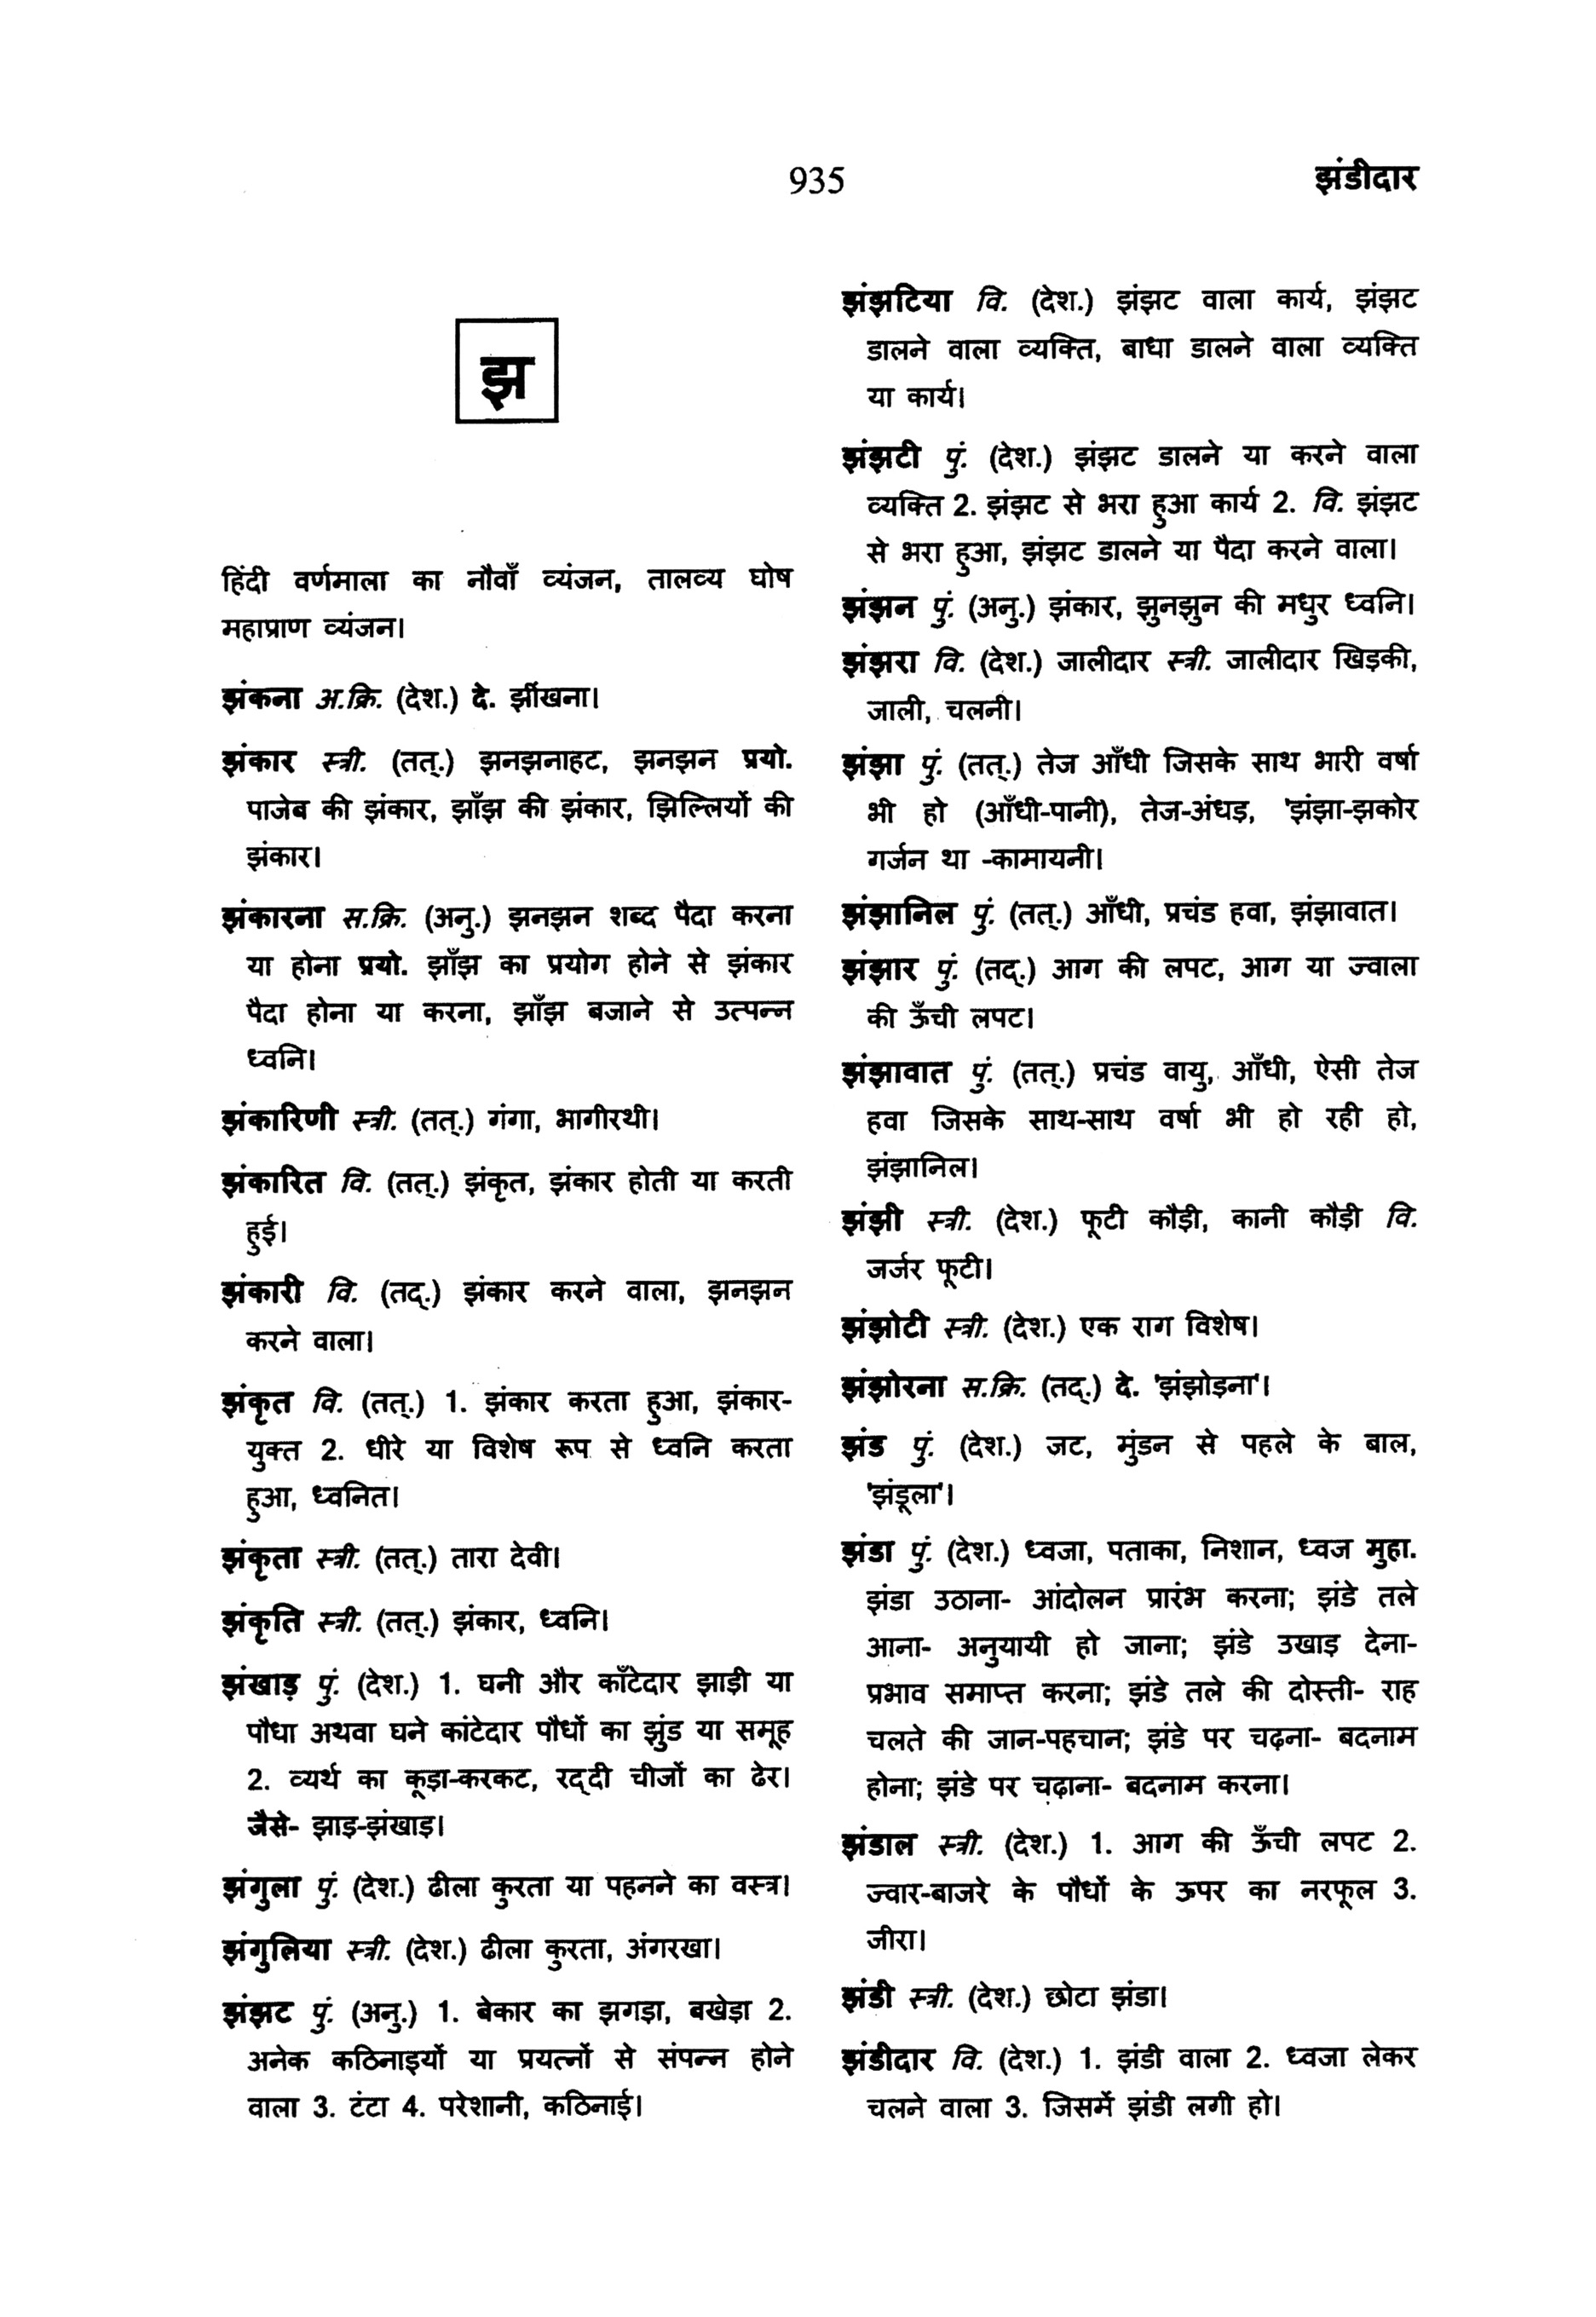 935
झंडीदार
झ
हिंदी वर्णमाला का नौवाँ व्यंजन, तालव्य घोष
महाप्राण व्यंजन।
झंकना अ.क्रि. (देश.) दे. झींखना।
झंकार स्त्री. (तत्.) झनझनाहट, झनझन प्रयो.
पाजेब की झंकार, झाँझ की झंकार, झिल्लियों की
झंकार।
झंकारना स.क्रि. (अनु.) झनझन शब्द पैदा करना
या होना प्रयो. झाँझ का प्रयोग होने से झंकार
पैदा होना या करना, झाँझ बजाने से उत्पन्न
ध्वनि।
झंकारिणी स्त्री. (तत्.) गंगा, भागीरथी।
झंकारित वि. (तत्.) झंकृत, झंकार होती या करती
हुई।
झंकारी वि. (तद्.) झंकार करने वाला, झनझन
करने वाला।
झंकृत वि. (तत्.) 1. झंकार करता हुआ, झंकार-
युक्त 2. धीरे या विशेष रूप से ध्वनि करता
हुआ, ध्वनित।
झंकृता स्त्री. (तत्.) तारा देवी।
झंकृति स्त्री. (तत्.) झंकार, ध्वनि।
झंखाड़ पुं. (देश.) 1. घनी और काँटेदार झाड़ी या
पौधा अथवा घने कांटेदार पौधों का झुंड या समूह
2. व्यर्थ का कूड़ा-करकट, रद्दी चीजों का ढेर।
जैसे- झाड़-झंखाड़।
झंगुला पुं. (देश.) ढीला कुरता या पहनने का वस्त्र।
झंगुलिया स्त्री. (देश.) ढीला कुरता, अंगरखा।
झंझट पुं. (अनु.) 1. बेकार का झगड़ा, बखेड़ा 2.
अनेक कठिनाइयों या प्रयत्नों से संपन्न होने
वाला 3. टंटा 4. परेशानी, कठिनाई।
झंझटिया वि. (देश.) झंझट वाला कार्य, झंझट
डालने वाला व्यक्ति, बाधा डालने वाला व्यक्ति
या कार्य।
झंझटी पुं. (देश.) झंझट डालने या करने वाला
व्यक्ति 2. झंझट से भरा हुआ कार्य 2. वि. झंझट
से भरा हुआ, झंझट डालने या पैदा करने वाला।
झंझन पुं. (अनु.) झंकार, झुनझुन की मधुर ध्वनि।
झंझरा वि. (देश.) जालीदार स्त्री. जालीदार खिड़की,
जाली, चलनी।
झंझा पुं. (तत्.) तेज आँधी जिसके साथ भारी वर्षा
भी हो (आँधी-पानी), तेज-अंधड़, 'झंझा-झकोर
गर्जन था -कामायनी।
झंझानिल पुं. (तत्.) आँधी, प्रचंड हवा, झंझावात।
झंझार पुं. (तद्.) आग की लपट, आग या ज्वाला
की ऊँची लपट।
झंझावात पुं. (तत्.) प्रचंड वायु, आँधी, ऐसी तेज
हवा जिसके साथ-साथ वर्षा भी हो रही हो,
झंझानिल।
झंझी स्त्री. (देश.) फूटी कौड़ी, कानी कौड़ी वि.
जर्जर फूटी।
झंझोटी स्त्री. (देश.) एक राग विशेष।
झंझोरना स.क्रि. (तद्.) दे. 'झंझोड़ना'।
झंड पुं. (देश.) जट, मुंडन से पहले के बाल,
'झंडूला'।
झंडा पुं. (देश.) ध्वजा, पताका, निशान, ध्वज मुहा.
झंडा उठाना- आंदोलन प्रारंभ करना; झंडे तले
आना- अनुयायी हो जाना; झंडे उखाड़ देना-
प्रभाव समाप्त करना; झंडे तले की दोस्ती- राह
चलते की जान-पहचान; झंडे पर चढ़ना- बदनाम
होना; झंडे पर चढ़ाना- बदनाम करना।
झंडाल स्त्री. (देश.) 1. आग की ऊँची लपट 2.
ज्वार-बाजरे के पौधों के ऊपर का नरफूल 3.
जीरा।
झंडी स्त्री. (देश.) छोटा झंडा।
झंडीदार वि. (देश.) 1. झंडी वाला 2. ध्वजा लेकर
चलने वाला 3. जिसमें झंडी लगी हो।